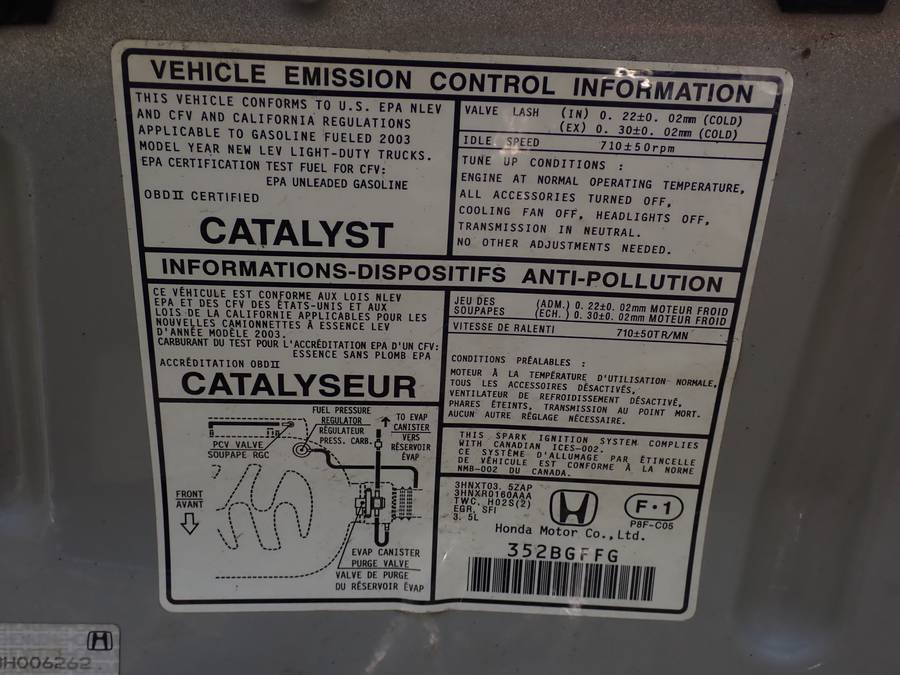 VEHICLE EMISSION CONTROL INFORMATION
THIS VEHICLE CONFORMS TO U.S. EPA NLEV
AND CFV AND CALIFORNIA REGULATIONS
APPLICABLE TO GASOLINE FUELED 2003
MODEL YEAR NEW LEV LIGHT-DUTY TRUCKS.
EPA CERTIFICATION TEST FUEL FOR CFV:
EPA UNLEADED GASOLINE
OBD II CERTIFIED
CATALYST
VALVE LASH (IN) 0. 22±0. 02mm (COLD)
(EX) 0. 30±0. 02mm (COLD)
IDLE SPEED 710±50rpm
TUNE UP CONDITIONS :
ENGINE AT NORMAL OPERATING TEMPERATURE,
ALL ACCESSORIES TURNED OFF,
COOLING FAN OFF, HEADLIGHTS OFF,
TRANSMISSION IN NEUTRAL.
NO OTHER ADJUSTMENTS NEEDED.
INFORMATIONS-DISPOSITIFS ANTI-POLLUTION
CE VÉHICULE EST CONFORME AUX LOIS NLEV
EPA ET DES CFV DES ÉTATS-UNIS ET AUX
LOIS DE LA CALIFORNIE APPLICABLES POUR LES
NOUVELLES CAMIONNETTES À ESSENCE LEV
D'ANNÉE MODÈLE 2003.
CARBURANT DU TEST POUR L'ACCRÉDITATION EPA D'UN CFV:
ESSENCE SANS PLOMB EPA
ACCRÉDITATION OBD II
CATALYSEUR
JEU DES (ADM.) 0. 22±0. 02mm MOTEUR FROID
SOUPAPES (ECH.) 0. 30±0. 02mm MOTEUR FROID
VITESSE DE RALENTI 710±50TR/MN
CONDITIONS PRÉALABLES :
MOTEUR À LA TEMPÉRATURE D'UTILISATION NORMALE,
TOUS LES ACCESSOIRES DÉSACTIVÉS,
VENTILATEUR DE REFROIDISSEMENT DÉSACTIVÉ,
PHARES ÉTEINTS, TRANSMISSION AU POINT MORT.
AUCUN AUTRE RÉGLAGE NÉCESSAIRE.
THIS SPARK IGNITION SYSTEM COMPLIES
WITH CANADIAN ICES-002.
CE SYSTÈME D'ALLUMAGE PAR ÉTINCELLE
DE VÉHICULE EST CONFORME À LA NORME
NMB-002 DU CANADA.
FUEL PRESSURE
REGULATOR
RÉGULATEUR
PRESS. CARB.
TO EVAP
CANISTER
VERS
RÉSERVOIR
ÉVAP
PCV VALVE
SOUPAPE RGC
FRONT
AVANT
EVAP CANISTER
PURGE VALVE
VALVE DE PURGE
DU RÉSERVOIR ÉVAP
3HNXT03. 5ZAP
3HNXR0160AAA
TWC, HO2S(2)
EGR, SFI
3. 5L
F·1
P8F-C05
Honda Motor Co.,Ltd.
352BGFFG
H006262